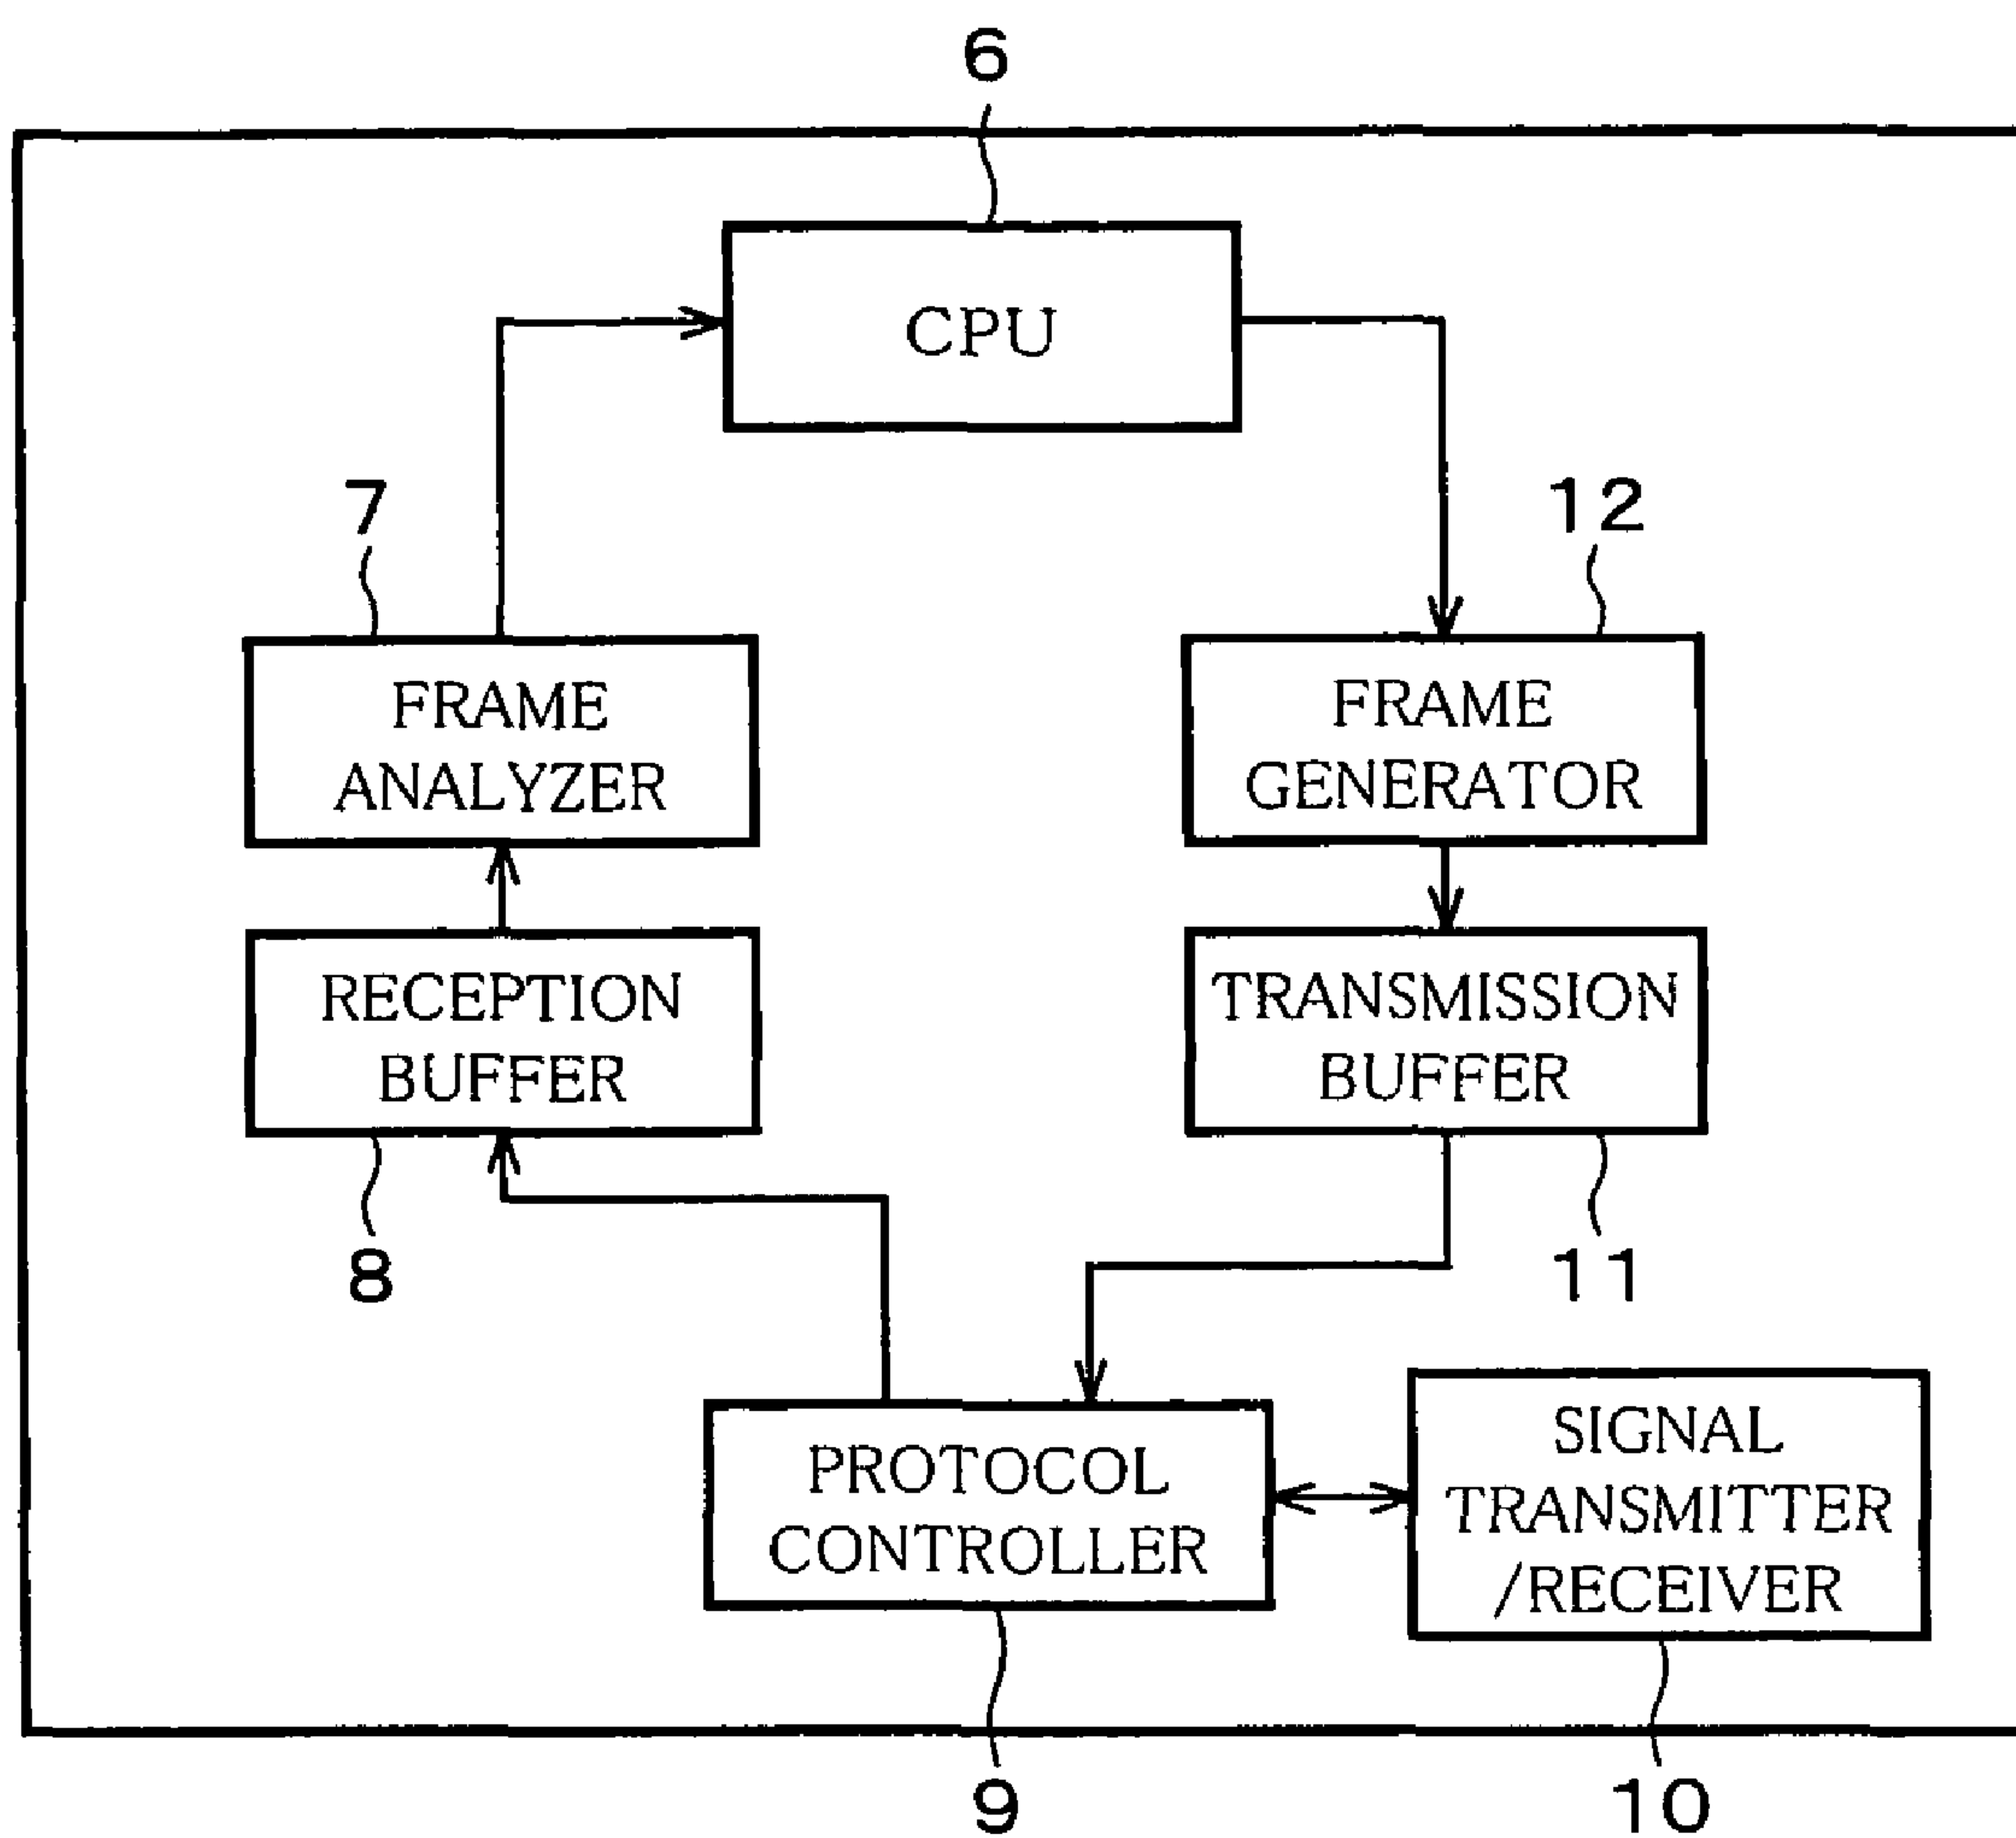 6
CPU
7
12
FRAME
ANALYZER
FRAME
GENERATOR
RECEPTION
BUFFER
TRANSMISSION
BUFFER
8
11
PROTOCOL
CONTROLLER
SIGNAL
TRANSMITTER
/RECEIVER
9
10